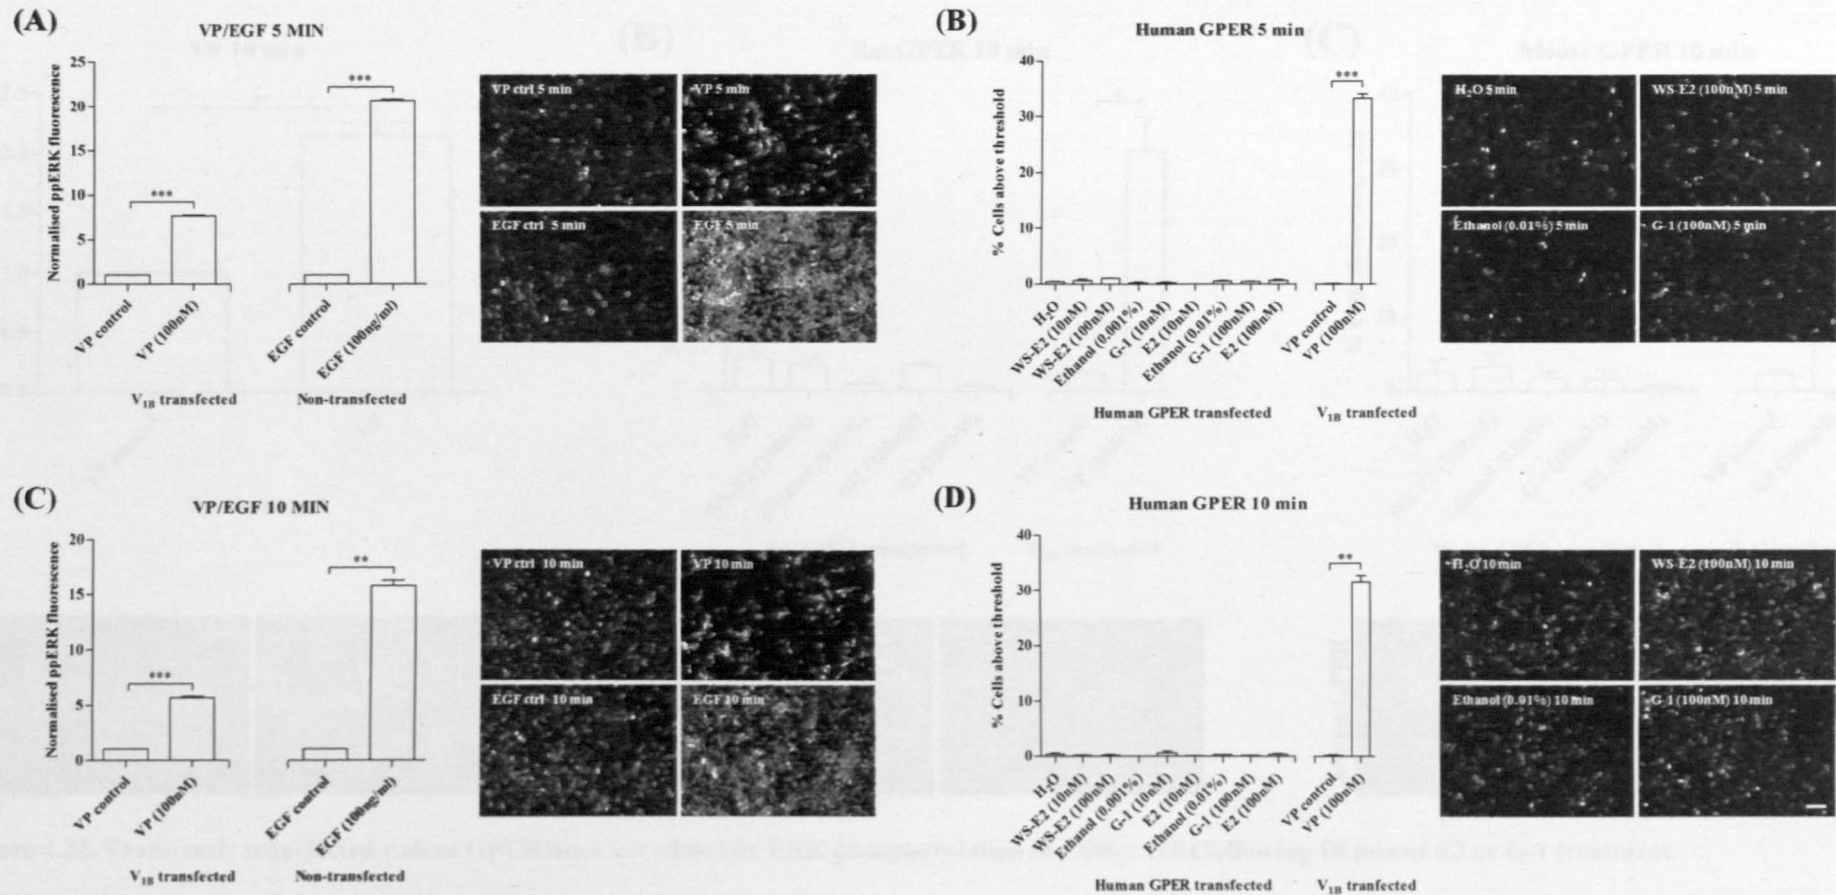 (A)
VP/EGF 5 MIN
Normalised ppERK fluorescence
25
20
15
10
5
0
***
***
VP control
VP (100nM)
EGF control
EGF (100ng/ml)
V1B transfected
Non-transfected
VP ctrl 5 min
VP 5 min
EGF ctrl 5 min
EGF 5 min
(B)
Human GPER 5 min
% Cells above threshold
40
30
20
10
0
***
H2O
WS-E2 (10nM)
WS-E2 (100nM)
Ethanol (0.001%)
G-1 (10nM)
E2 (10nM)
Ethanol (0.01%)
G-1 (100nM)
E2 (100nM)
VP control
VP (100nM)
Human GPER transfected
V1B tranfected
H2O 5 min
WS-E2 (100nM) 5 min
Ethanol (0.01%) 5 min
G-1 (100nM) 5 min
(C)
VP/EGF 10 MIN
Normalised ppERK fluorescence
20
15
10
5
0
***
**
VP control
VP (100nM)
EGF control
EGF (100ng/ml)
V1B transfected
Non-transfected
VP ctrl 10 min
VP 10 min
EGF ctrl 10 min
EGF 10 min
(D)
Human GPER 10 min
% Cells above threshold
40
30
20
10
0
**
H2O
WS-E2 (10nM)
WS-E2 (100nM)
Ethanol (0.001%)
G-1 (10nM)
E2 (10nM)
Ethanol (0.01%)
G-1 (100nM)
E2 (100nM)
VP control
VP (100nM)
Human GPER transfected
V1B tranfected
H2O 10 min
WS-E2 (100nM) 10 min
Ethanol (0.01%) 10 min
G-1 (100nM) 10 min